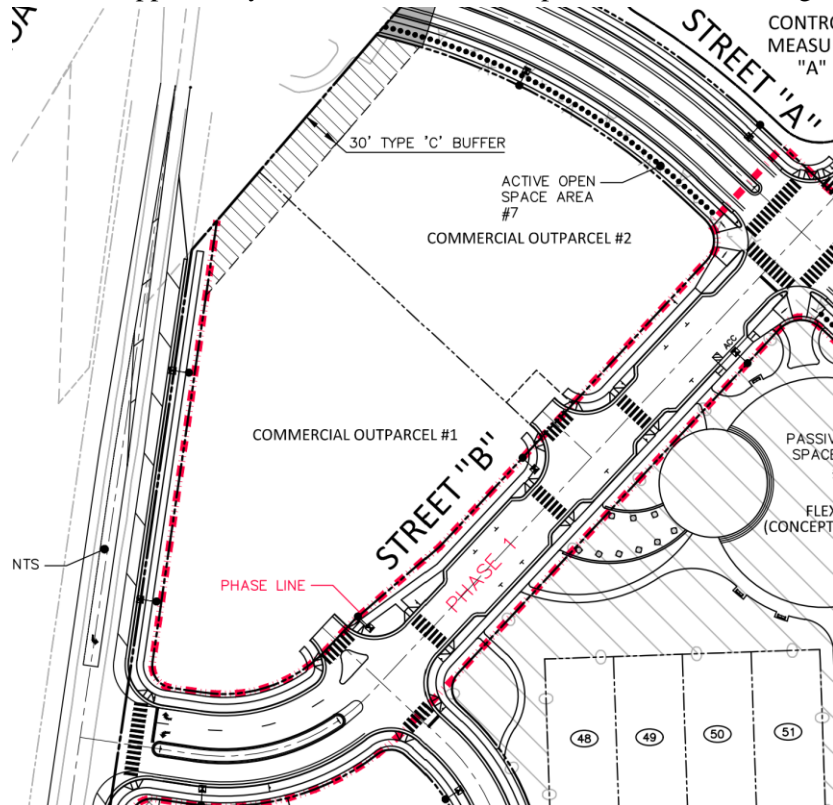 STREET "A"
CONTRO
MEASU
"A"
30' TYPE 'C' BUFFER
ACTIVE OPEN
SPACE AREA
#7
COMMERCIAL OUTPARCEL #2
ACC
COMMERCIAL OUTPARCEL #1
STREET "B"
PASSIV
SPACE
FLEX
(CONCEPT
NTS
PHASE LINE
PHASE 1
48
49
50
51